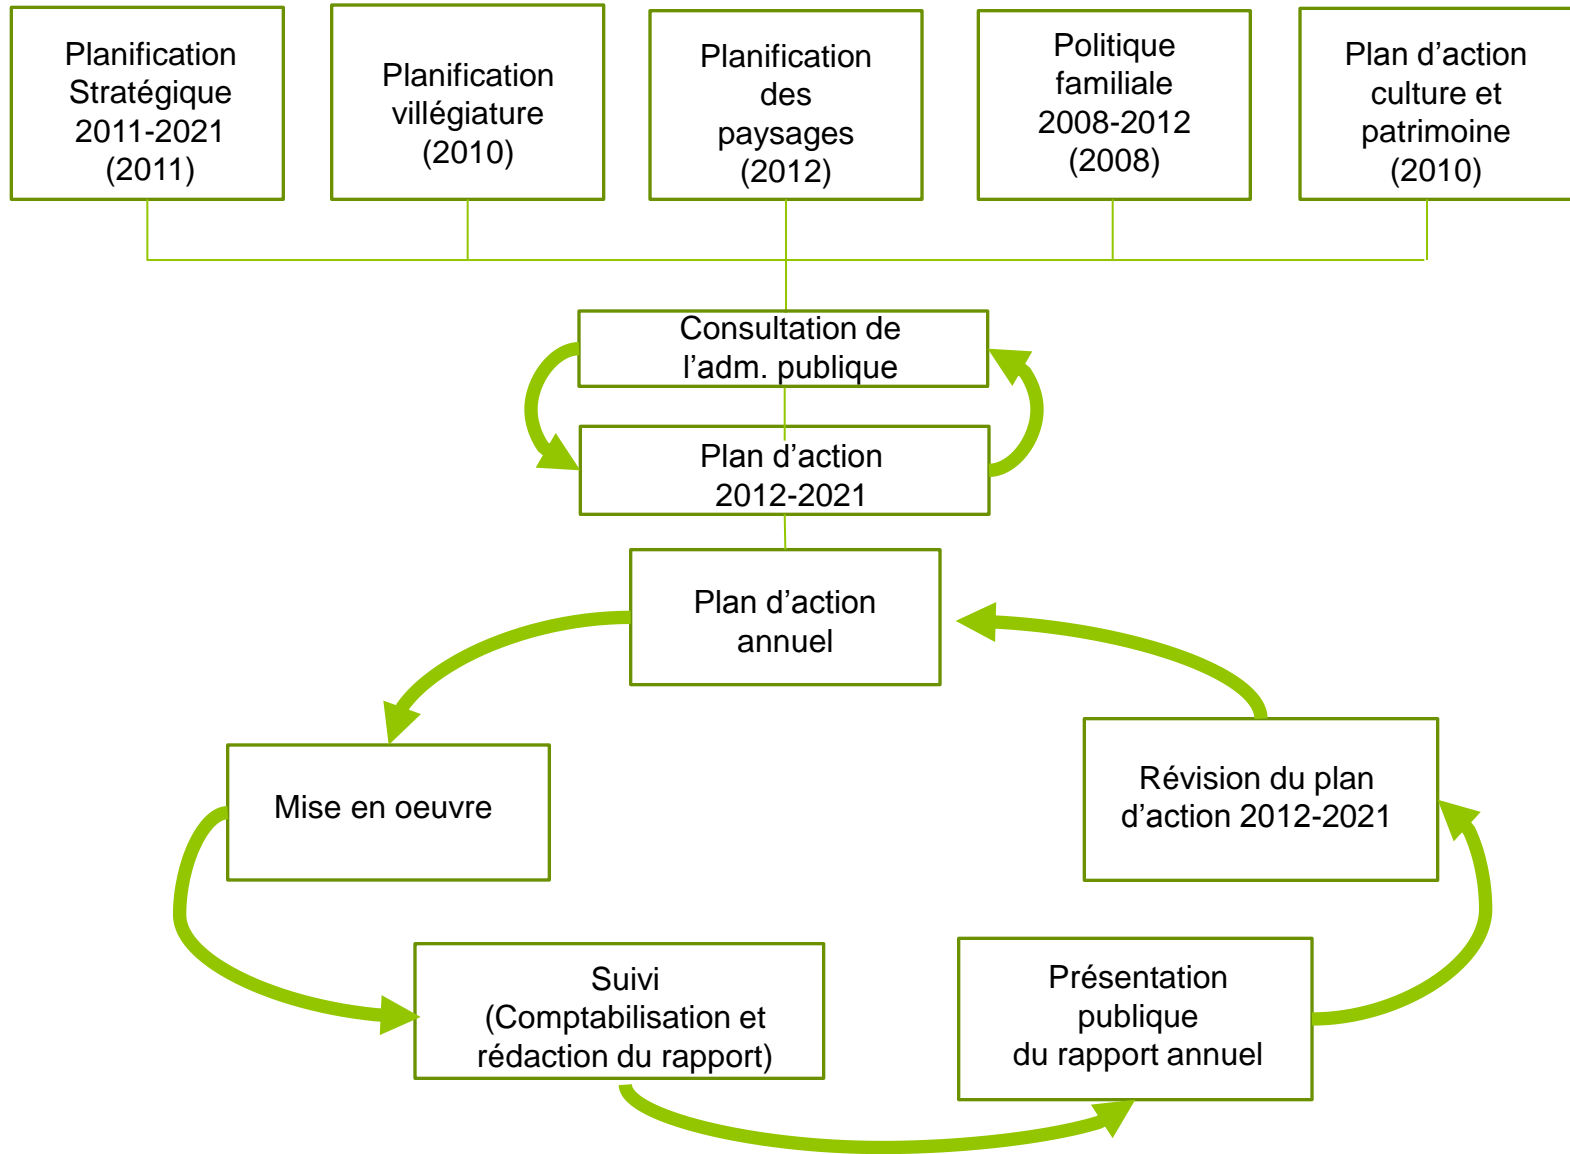 Planification
Stratégique
2011-2021
(2011)
Planification
villégiature
(2010)
Planification
des
paysages
(2012)
Politique
familiale
2008-2012
(2008)
Plan d’action
culture et
patrimoine
(2010)
Consultation de
l’adm. publique
Plan d’action
2012-2021
Plan d’action
annuel
Mise en oeuvre
Révision du plan
d’action 2012-2021
Suivi
(Comptabilisation et
rédaction du rapport)
Présentation
publique
du rapport annuel